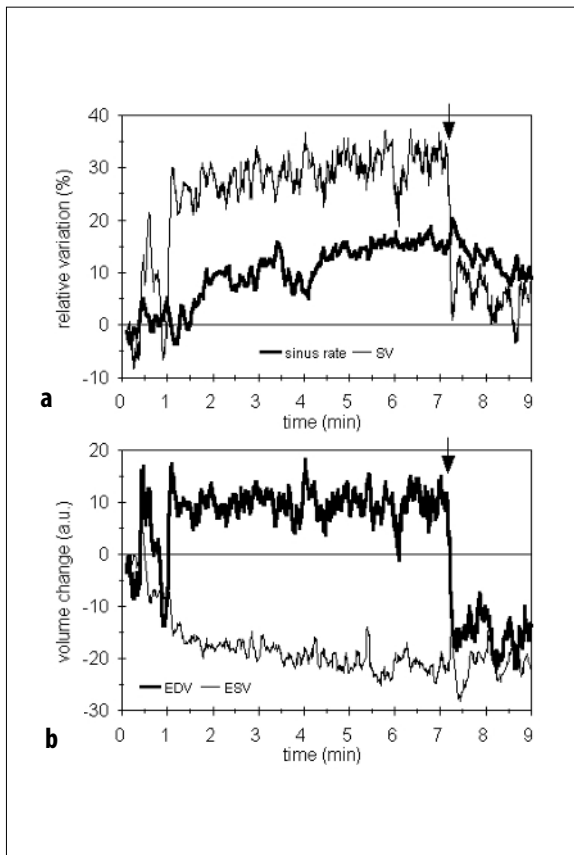 40
30
20
10
0
-10
relative variation (%)
sinus rate SV
0 1 2 3 4 5 6 7 8 9
time (min)
a
20
10
0
-10
-20
-30
volume change (a.u.)
EDV ESV
0 1 2 3 4 5 6 7 8 9
time (min)
b